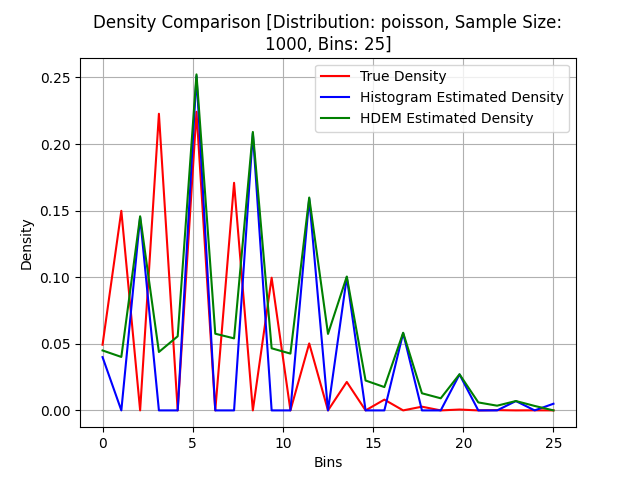 Density Comparison [Distribution: poisson, Sample Size:
1000, Bins: 25]
True Density
Histogram Estimated Density
HDEM Estimated Density
Density
0.25
0.20
0.15
0.10
0.05
0.00
0 5 10 15 20 25
Bins